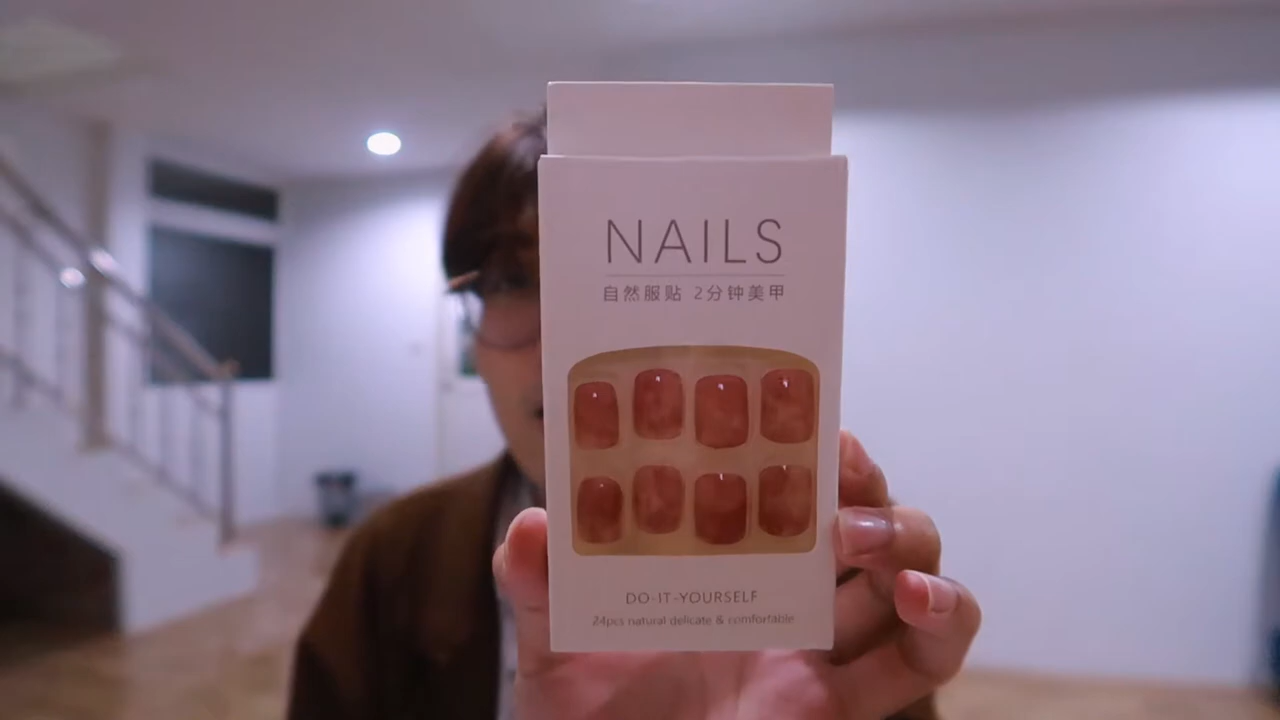 NAILS
自然服贴 2分钟美甲
DO-IT-YOURSELF
24pcs natural delicate & comfortable